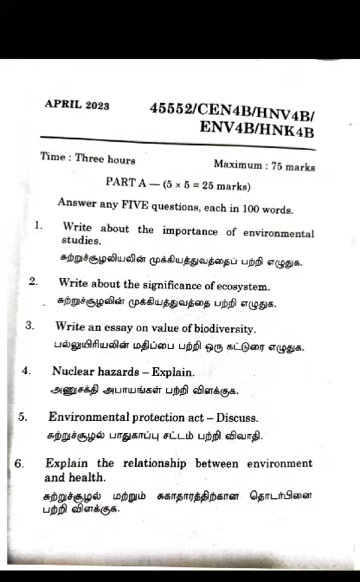 APRIL 2023
45552/CEN4B/HNV4B/
ENV4B/HNK4B
Time : Three hours
Maximum : 75 marks
PART A — (5 × 5 = 25 marks)
Answer any FIVE questions, each in 100 words.
1. Write about the importance of environmental
studies.
சுற்றுச்சூழலியலின் முக்கியத்துவத்தைப் பற்றி எழுதுக.
2. Write about the significance of ecosystem.
சுற்றுச்சூழலின் முக்கியத்துவத்தை பற்றி எழுதுக.
3. Write an essay on value of biodiversity.
பல்லுயிரியலின் மதிப்பை பற்றி ஒரு கட்டுரை எழுதுக.
4. Nuclear hazards – Explain.
அணுசக்தி அபாயங்கள் பற்றி விளக்குக.
5. Environmental protection act – Discuss.
சுற்றுச்சூழல் பாதுகாப்பு சட்டம் பற்றி விவாதி.
6. Explain the relationship between environment
and health.
சுற்றுச்சூழல் மற்றும் சுகாதாரத்திற்கான தொடர்பினை
பற்றி விளக்குக.